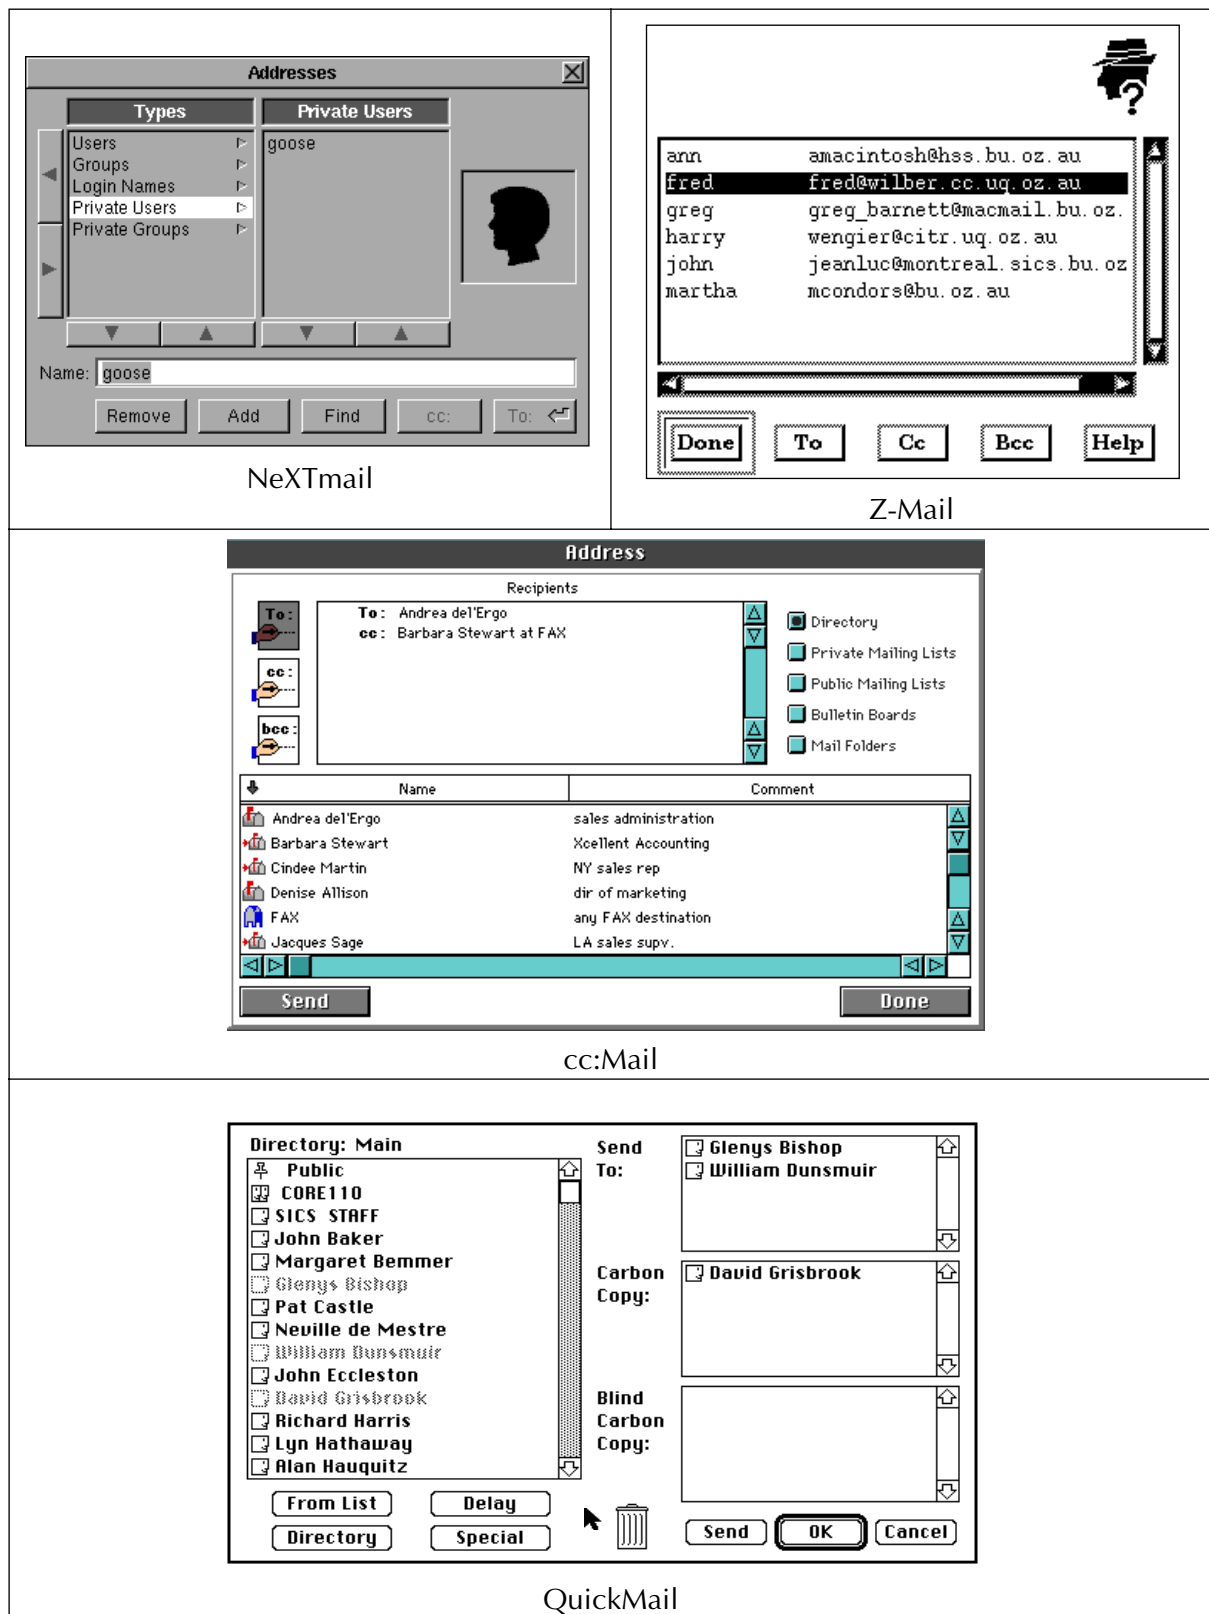 Addresses
Types
Private Users
Users
Groups
Login Names
Private Users
Private Groups
goose
Name: goose
Remove
Add
Find
cc:
To:
NeXTmail
?
ann amacintosh@hss.bu.oz.au
fred fred@wilber.cc.uq.oz.au
greg greg_barnett@macmail.bu.oz.
harry wengier@citr.uq.oz.au
john jeanluc@montreal.sics.bu.oz
martha mcondors@bu.oz.au
Done
To
Cc
Bcc
Help
Z-Mail
Address
Recipients
To:
cc:
bcc:
To: Andrea del'Ergo
cc: Barbara Stewart at FAX
Directory
Private Mailing Lists
Public Mailing Lists
Bulletin Boards
Mail Folders
Name Comment
Andrea del'Ergo sales administration
Barbara Stewart Xcellent Accounting
Cindee Martin NY sales rep
Denise Allison dir of marketing
FAX any FAX destination
Jacques Sage LA sales supv.
Send
Done
cc:Mail
Directory: Main
Public
CORE110
SICS STAFF
John Baker
Margaret Bemmer
Glenys Bishop
Pat Castle
Neville de Mestre
William Dunsmuir
John Eccleston
David Grisbrook
Richard Harris
Lyn Hathaway
Alan Hauquitz
From List
Delay
Directory
Special
Send
To:
Glenys Bishop
William Dunsmuir
Carbon
Copy:
David Grisbrook
Blind
Carbon
Copy:
Send
OK
Cancel
QuickMail